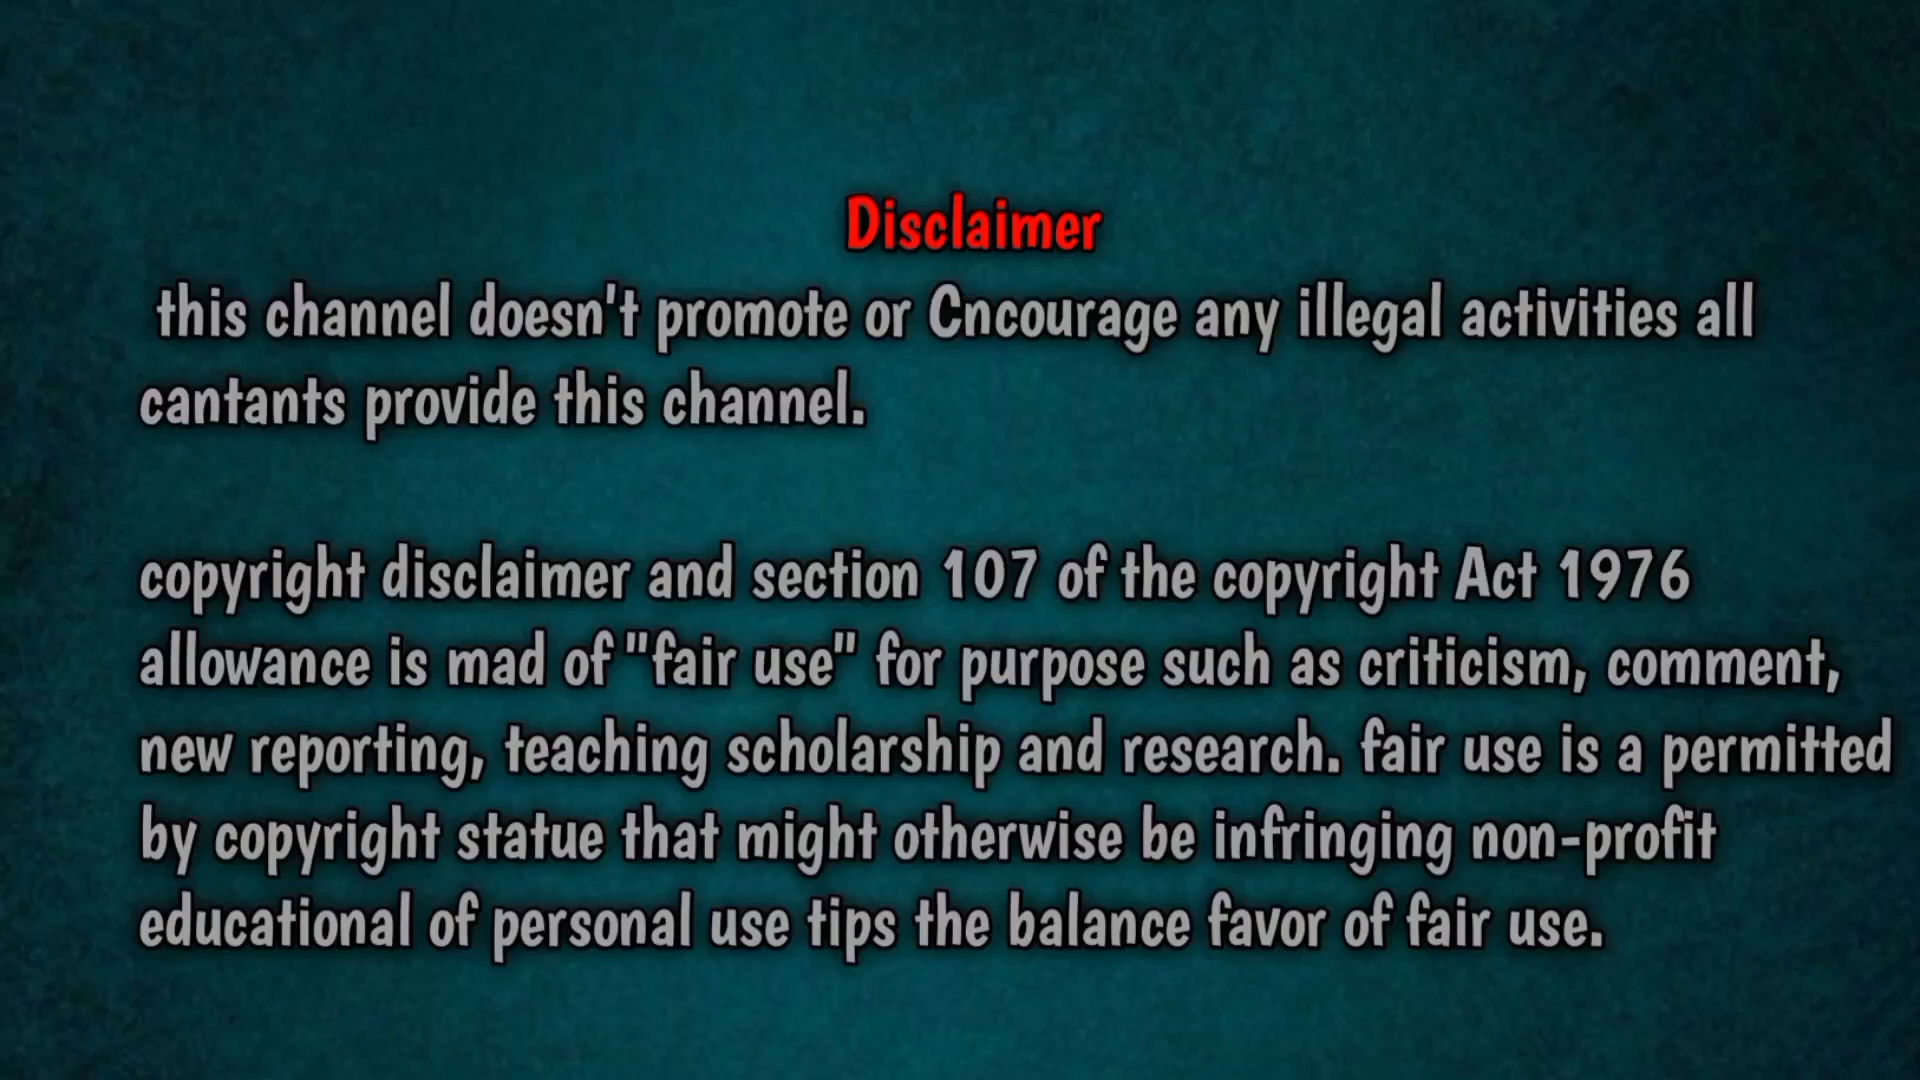 Disclaimer
this channel doesn't promote or Cncourage any illegal activities all
cantants provide this channel.
copyright disclaimer and section 107 of the copyright Act 1976
allowance is mad of "fair use" for purpose such as criticism, comment,
new reporting, teaching scholarship and research. fair use is a permitted
by copyright statue that might otherwise be infringing non-profit
educational of personal use tips the balance favor of fair use.